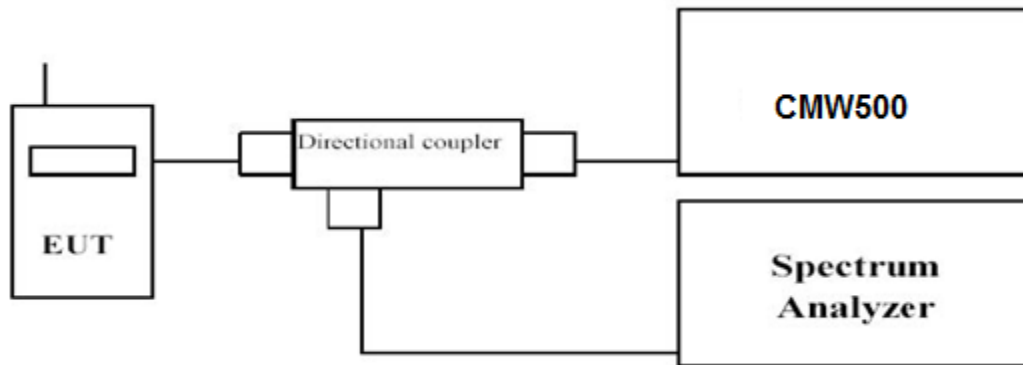 CMW500
Directional coupler
EUT
Spectrum
Analyzer